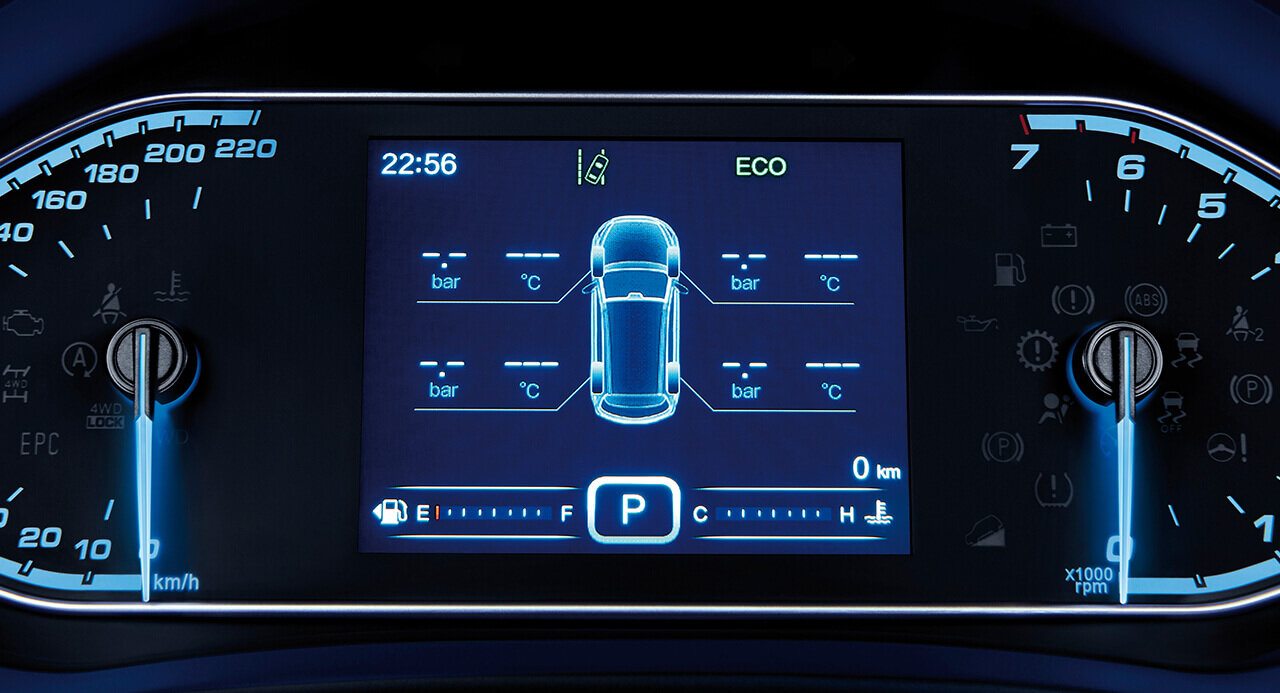 220
200
180
160
40
20
10
0
km/h
A
4WD
4WD
LOCK
EPC
22:56
ECO
-.- bar --- °C
-.- bar --- °C
-.- bar --- °C
-.- bar --- °C
0 km
E F
P
C H
7
6
5
1
0
x1000
rpm
ABS
2
P
OFF
P